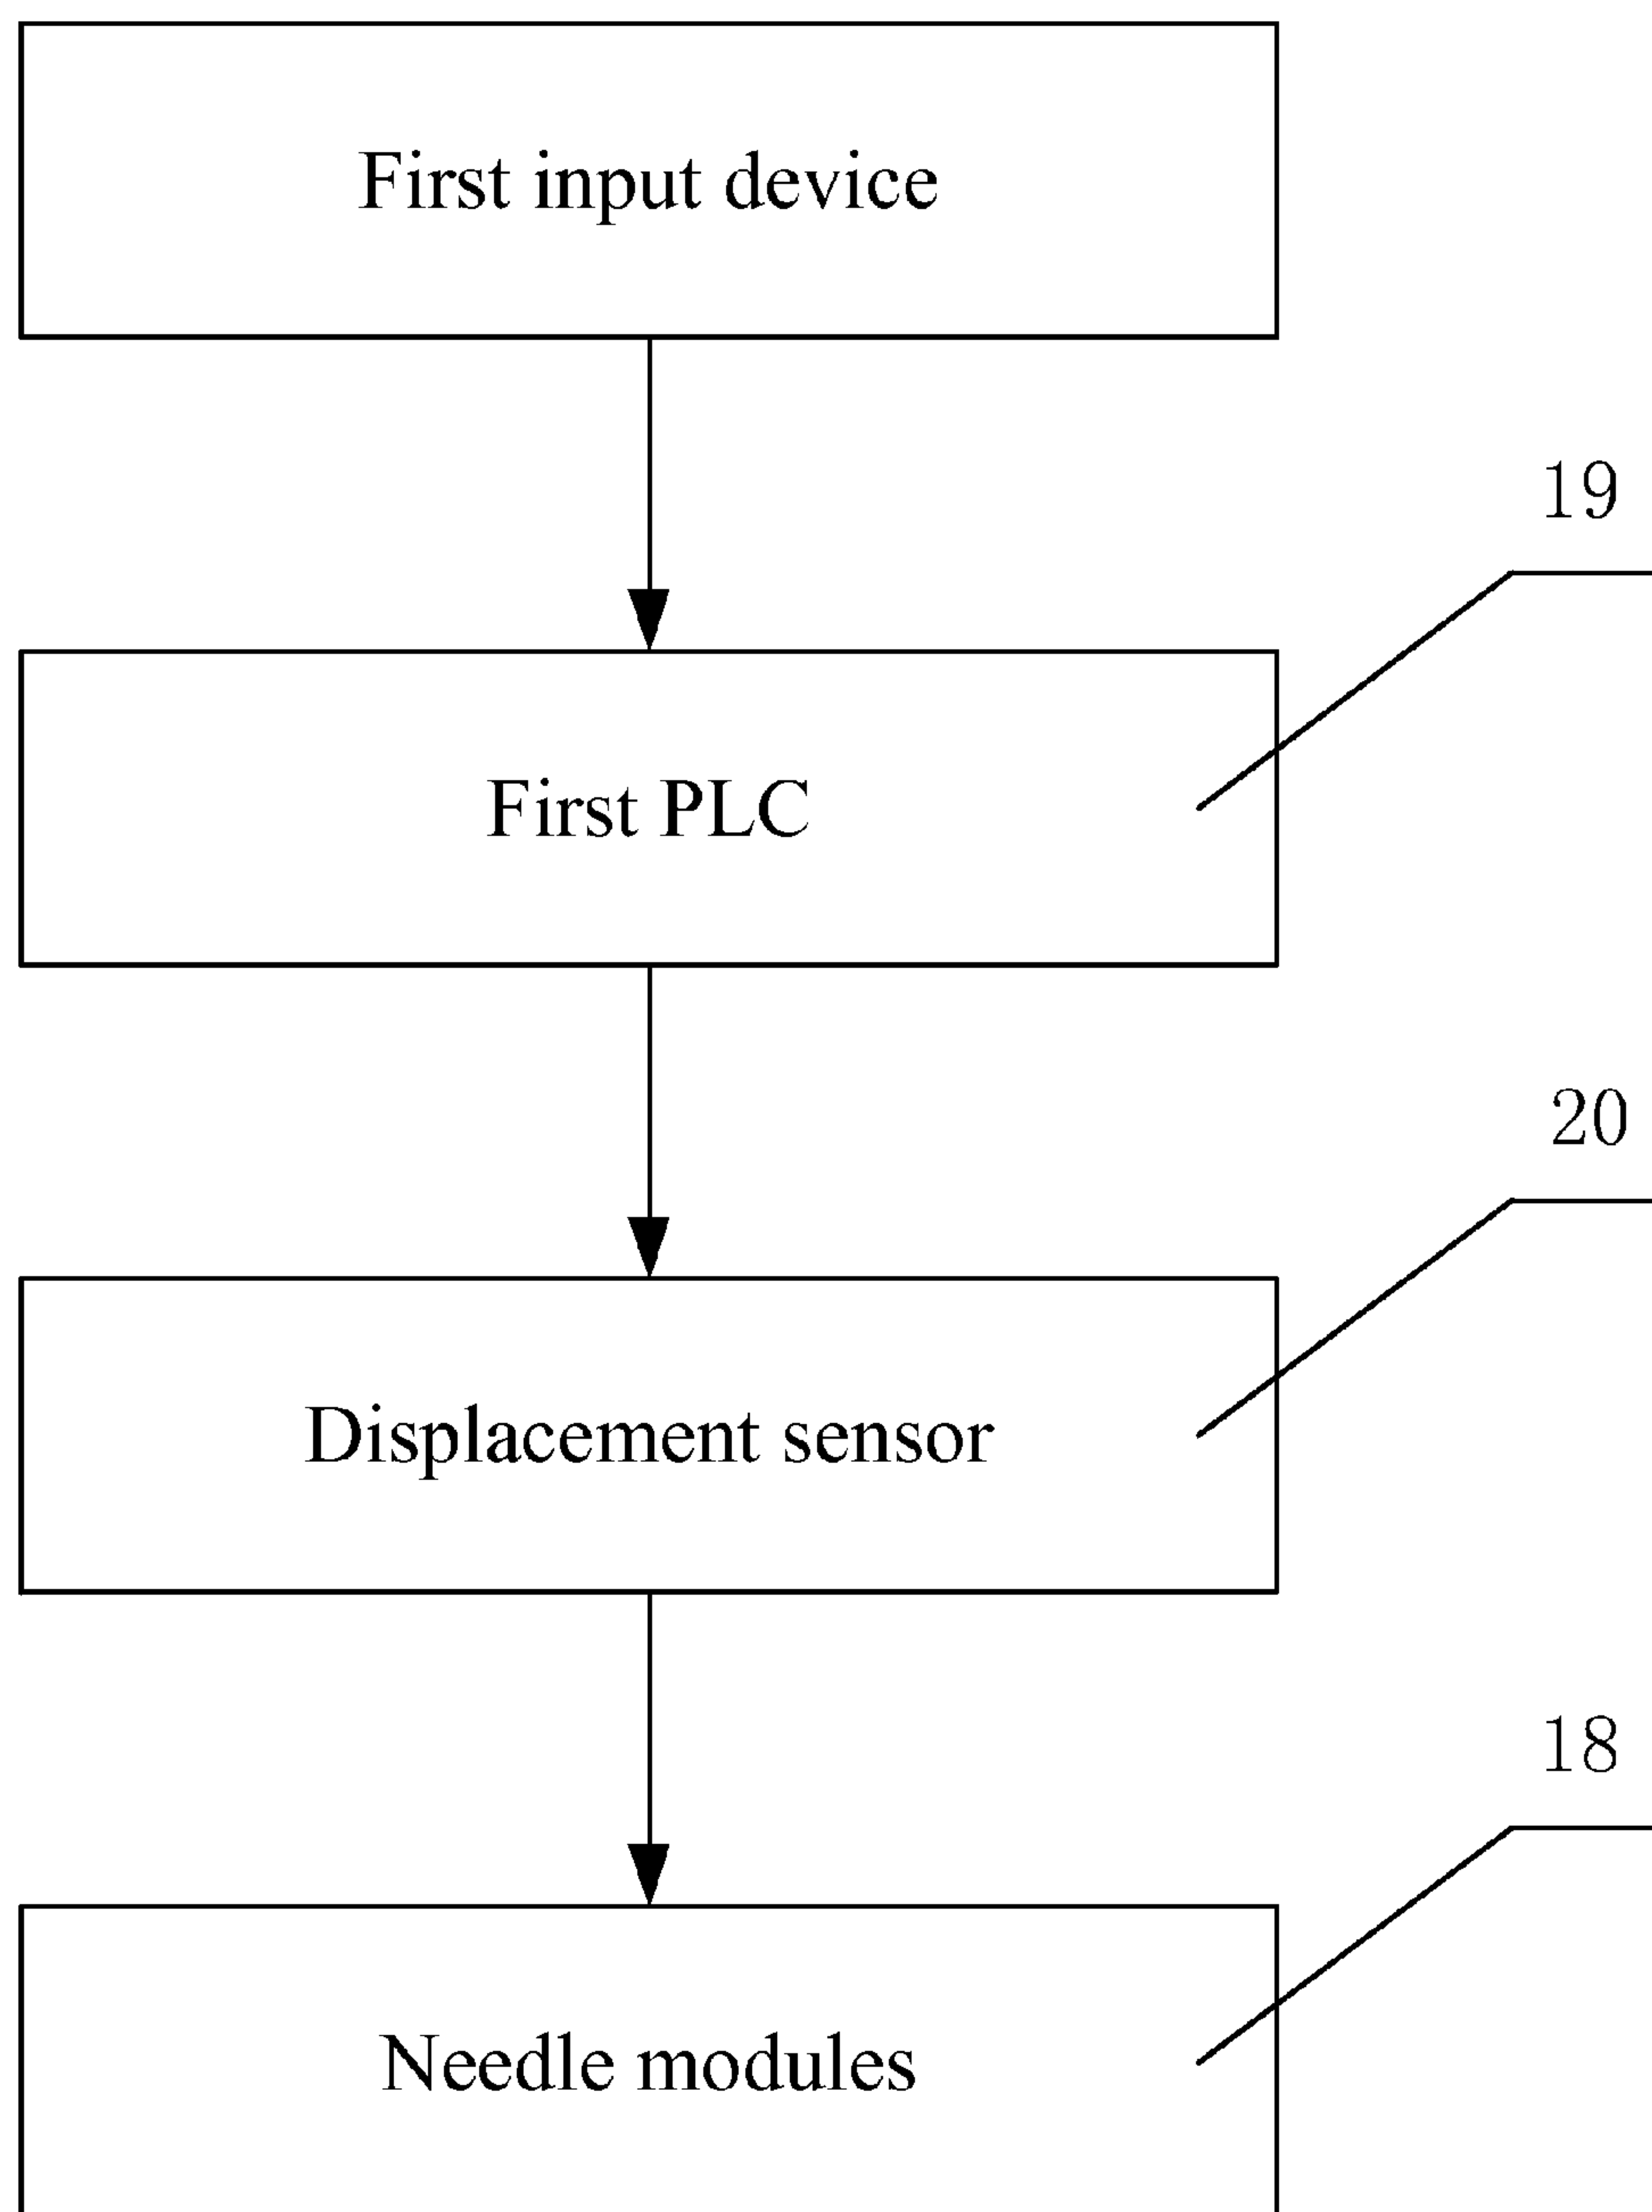 First input device
19
First PLC
20
Displacement sensor
18
Needle modules